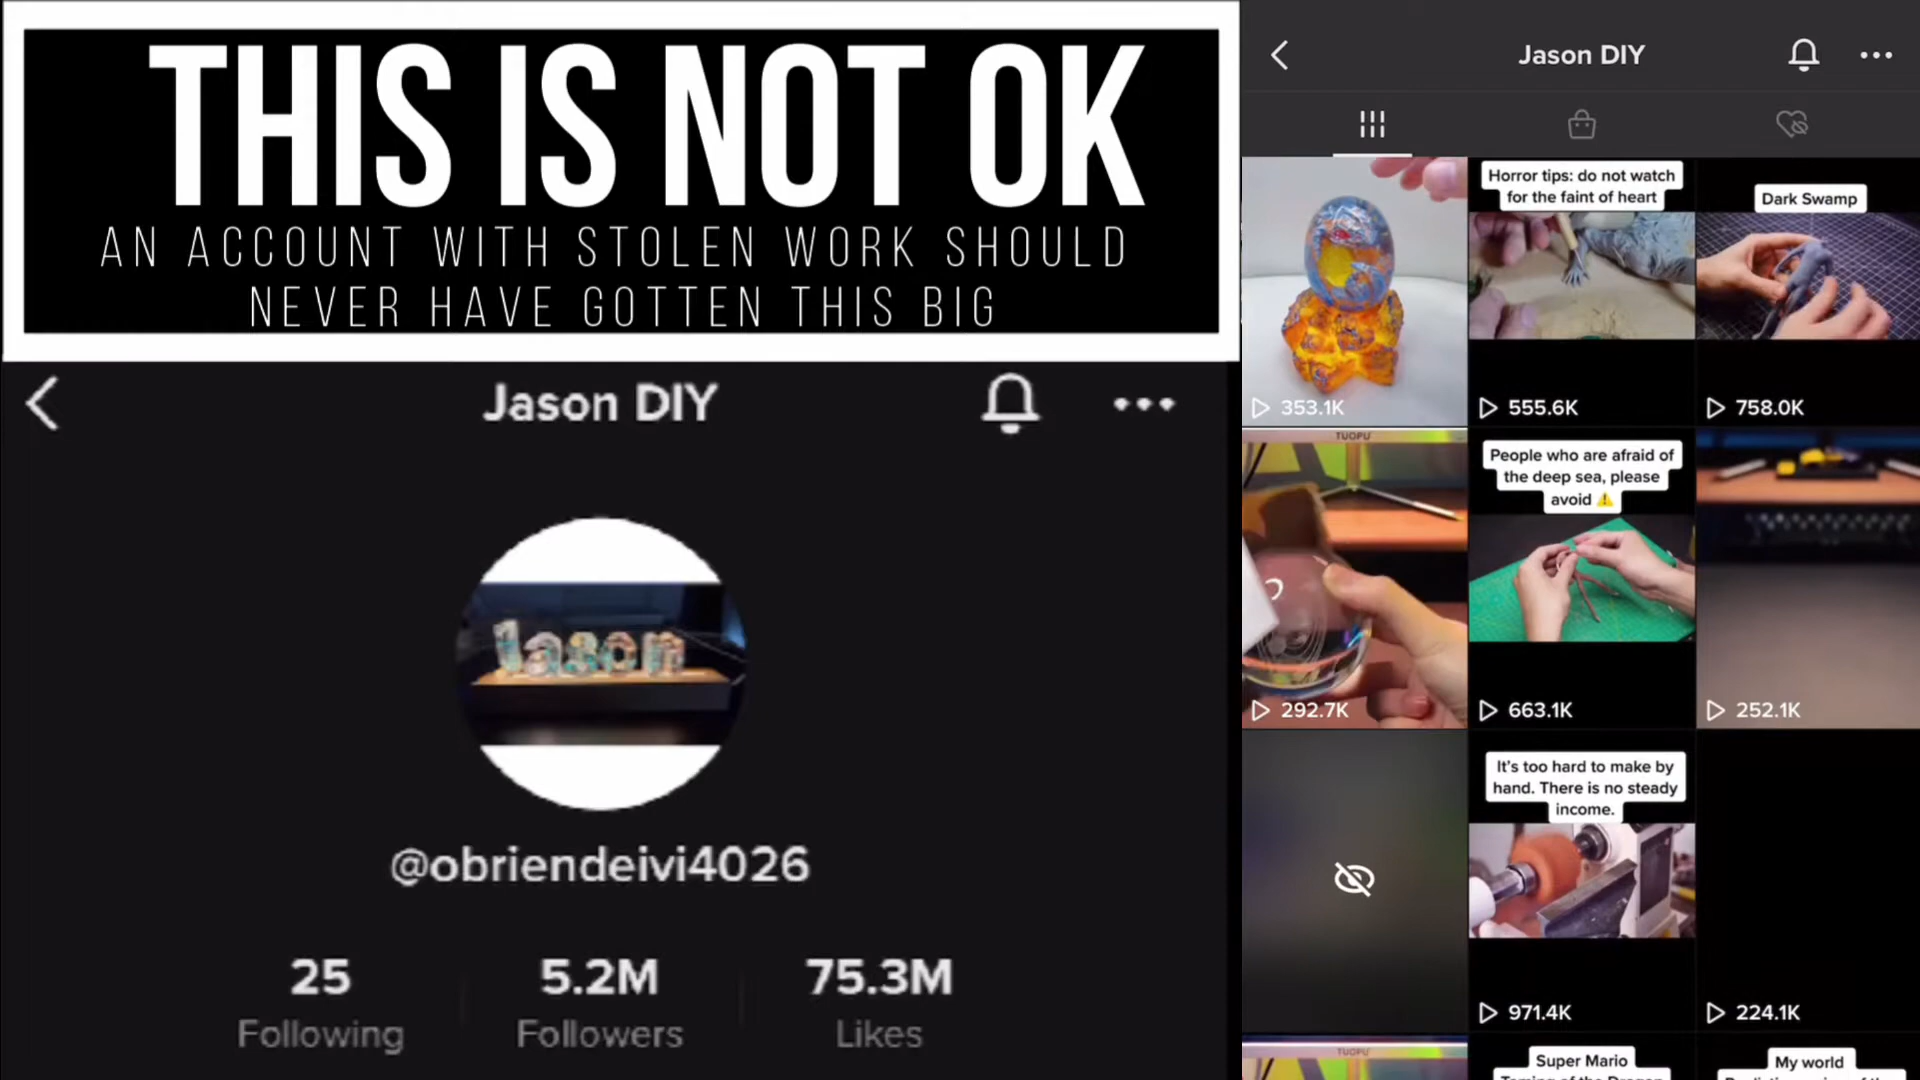 THIS IS NOT OK
AN ACCOUNT WITH STOLEN WORK SHOULD
NEVER HAVE GOTTEN THIS BIG
Jason DIY
Jason
@obriendeivi4026
25
Following
5.2M
Followers
75.3M
Likes
Jason DIY
353.1K
Horror tips: do not watch
for the faint of heart
555.6K
Dark Swamp
758.0K
TUOPU
292.7K
People who are afraid of
the deep sea, please
avoid ⚠️
663.1K
252.1K
It's too hard to make by
hand. There is no steady
income.
971.4K
224.1K
TUOPU
Super Mario
My world